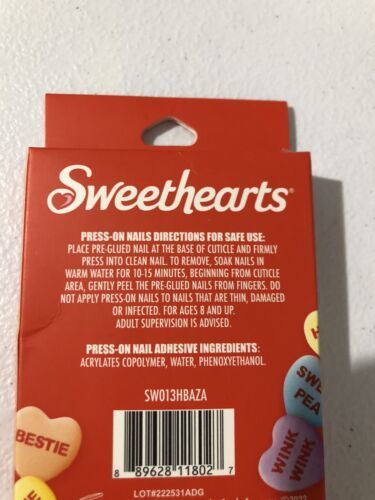 Sweethearts®
PRESS-ON NAILS DIRECTIONS FOR SAFE USE:
PLACE PRE-GLUED NAIL AT THE BASE OF CUTICLE AND FIRMLY
PRESS INTO CLEAN NAIL. TO REMOVE, SOAK NAILS IN
WARM WATER FOR 10-15 MINUTES, BEGINNING FROM CUTICLE
AREA, GENTLY PEEL THE PRE-GLUED NAILS FROM FINGERS. DO
NOT APPLY PRESS-ON NAILS TO NAILS THAT ARE THIN, DAMAGED
OR INFECTED. FOR AGES 8 AND UP.
ADULT SUPERVISION IS ADVISED.
PRESS-ON NAIL ADHESIVE INGREDIENTS:
ACRYLATES COPOLYMER, WATER, PHENOXYETHANOL.
SW013HBAZA
8 89628 11802 7
LOT#222531ADG
BESTIE
WINK
WINK
©2022